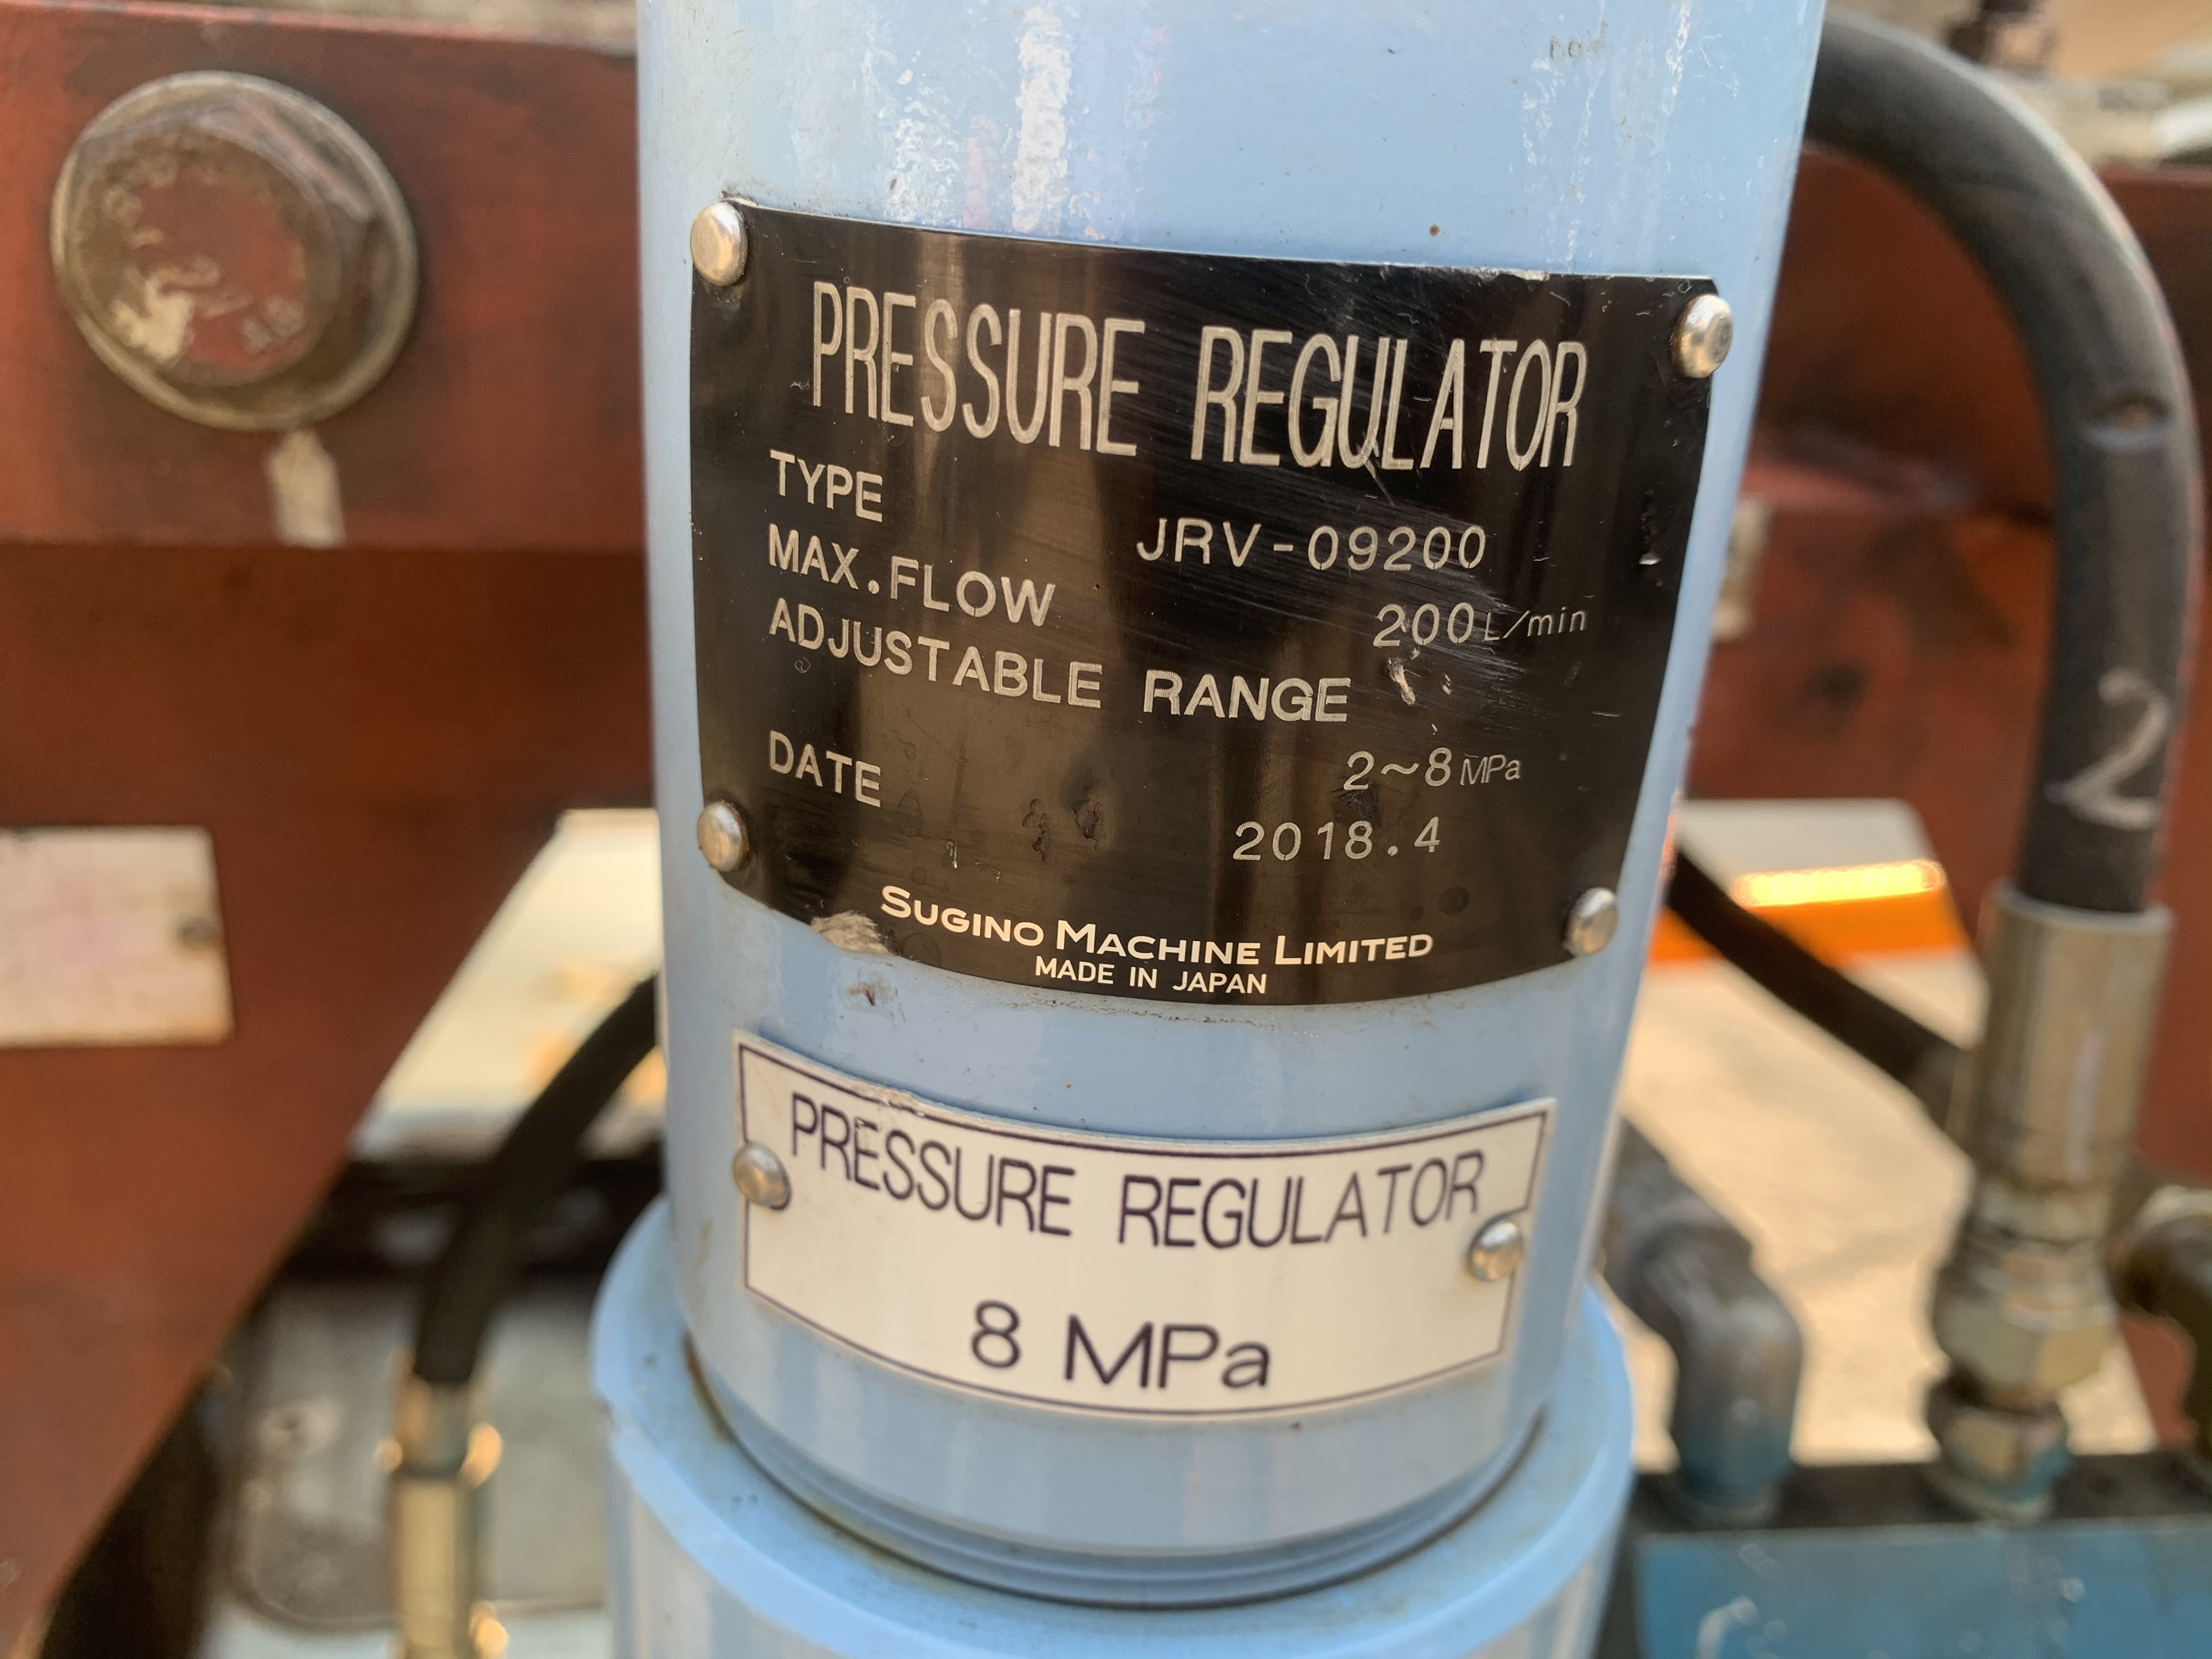 PRESSURE REGULATOR
TYPE JRV-09200
MAX.FLOW 200L/min
ADJUSTABLE RANGE
2~8MPa
DATE 2018.4
SUGINO MACHINE LIMITED
MADE IN JAPAN
PRESSURE REGULATOR
8 MPa
2